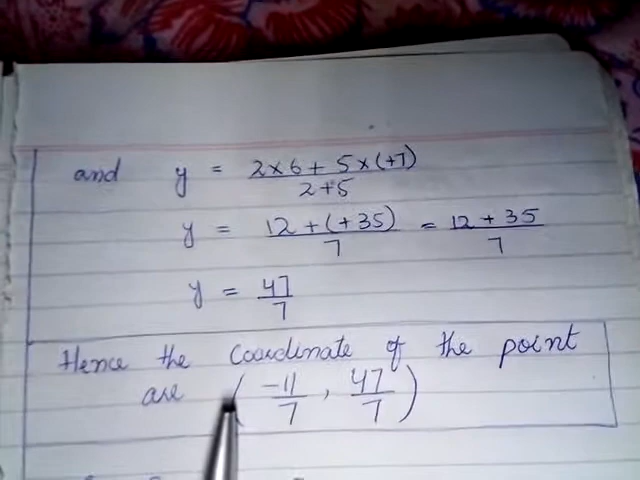 and y = 2×6 + 5×(+7) / 2+5
y = 12 + (+35) / 7 = 12 + 35 / 7
y = 47 / 7
Hence the coordinate of the point
are (-11/7, 47/7)